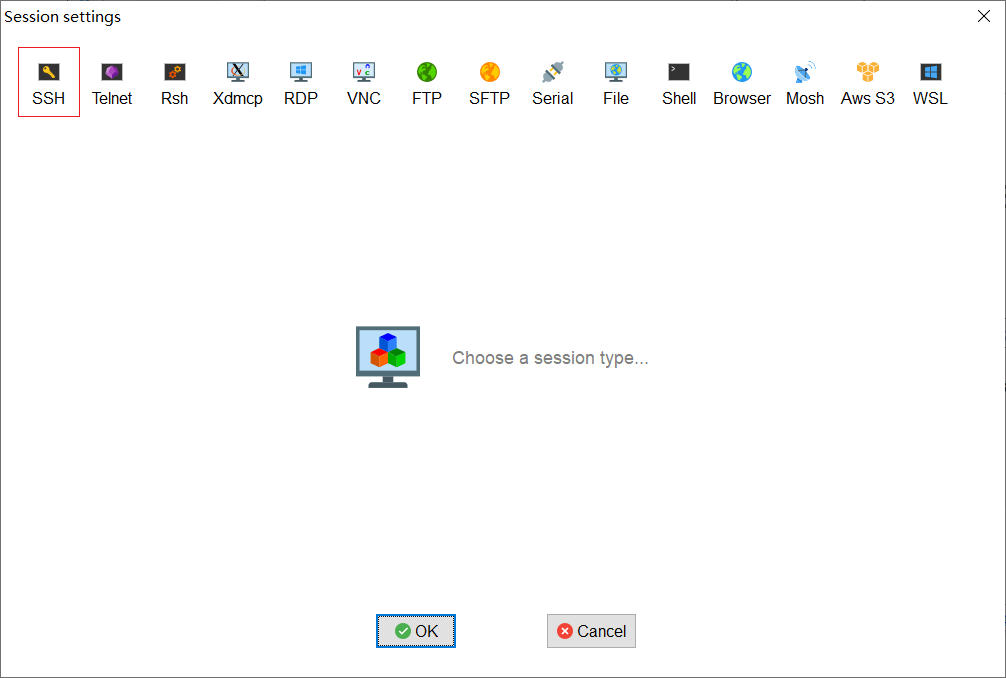 Session settings
SSH Telnet Rsh Xdmcp RDP VNC FTP SFTP Serial File Shell Browser Mosh Aws S3 WSL
Choose a session type...
OK Cancel